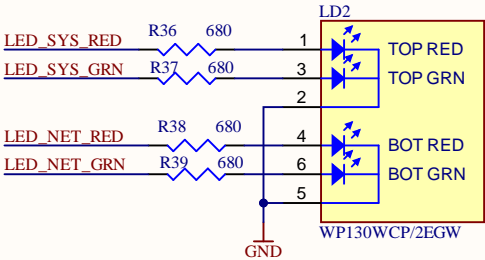 LD2
LED_SYS_RED R36 680 1 TOP RED
LED_SYS_GRN R37 680 3 TOP GRN
2
LED_NET_RED R38 680 4 BOT RED
LED_NET_GRN R39 680 6 BOT GRN
5
WP130WCP/2EGW
GND